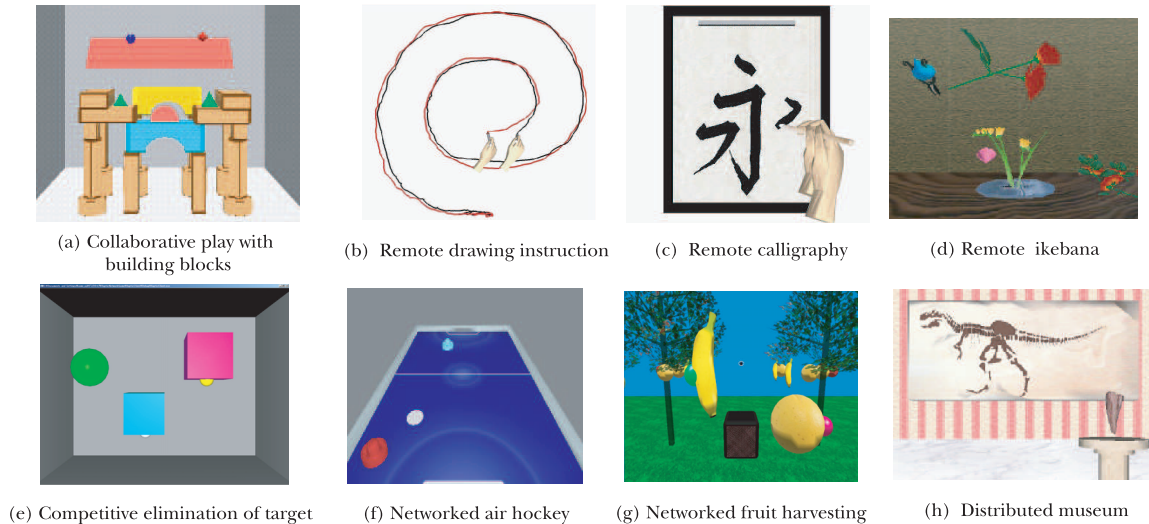 永
(a) Collaborative play with
building blocks
(b) Remote drawing instruction
(c) Remote calligraphy
(d) Remote ikebana
(e) Competitive elimination of target
(f) Networked air hockey
(g) Networked fruit harvesting
(h) Distributed museum